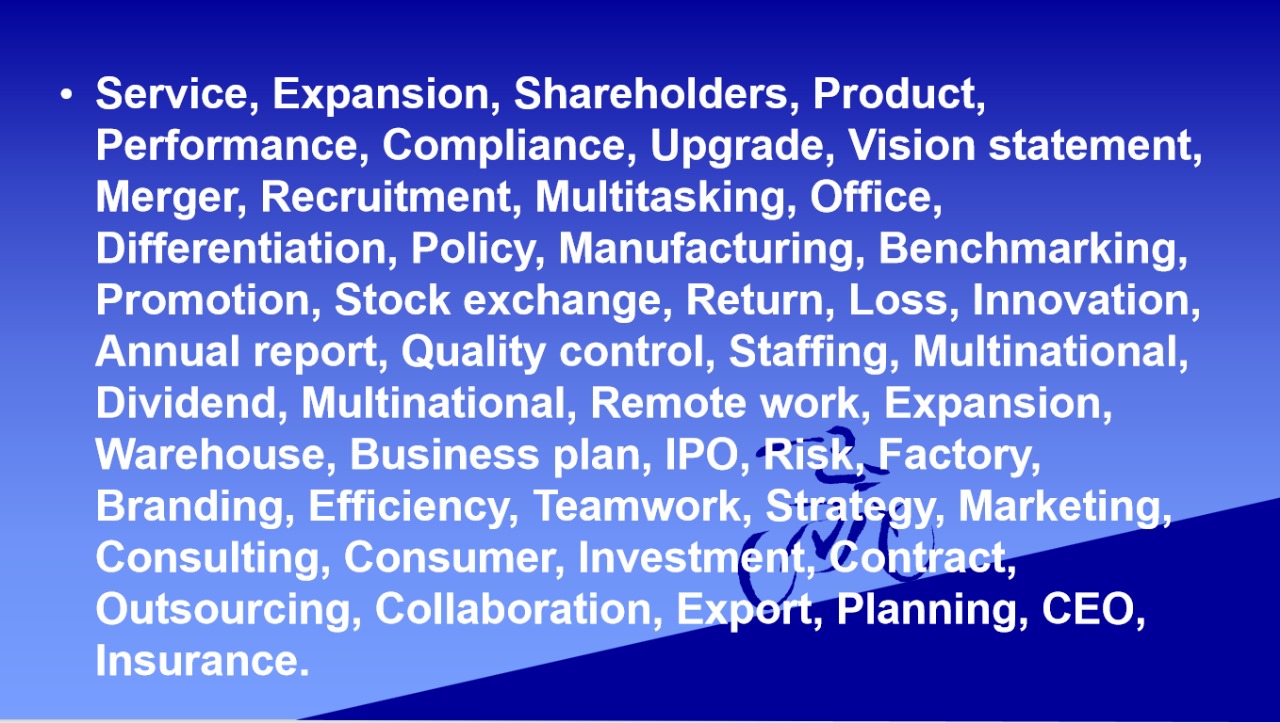 • Service, Expansion, Shareholders, Product,
Performance, Compliance, Upgrade, Vision statement,
Merger, Recruitment, Multitasking, Office,
Differentiation, Policy, Manufacturing, Benchmarking,
Promotion, Stock exchange, Return, Loss, Innovation,
Annual report, Quality control, Staffing, Multinational,
Dividend, Multinational, Remote work, Expansion,
Warehouse, Business plan, IPO, Risk, Factory,
Branding, Efficiency, Teamwork, Strategy, Marketing,
Consulting, Consumer, Investment, Contract,
Outsourcing, Collaboration, Export, Planning, CEO,
Insurance.